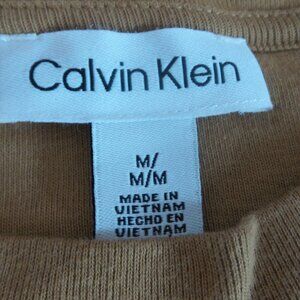 Calvin Klein
M/
M/M
MADE IN
VIETNAM
HECHO EN
VIETNAM